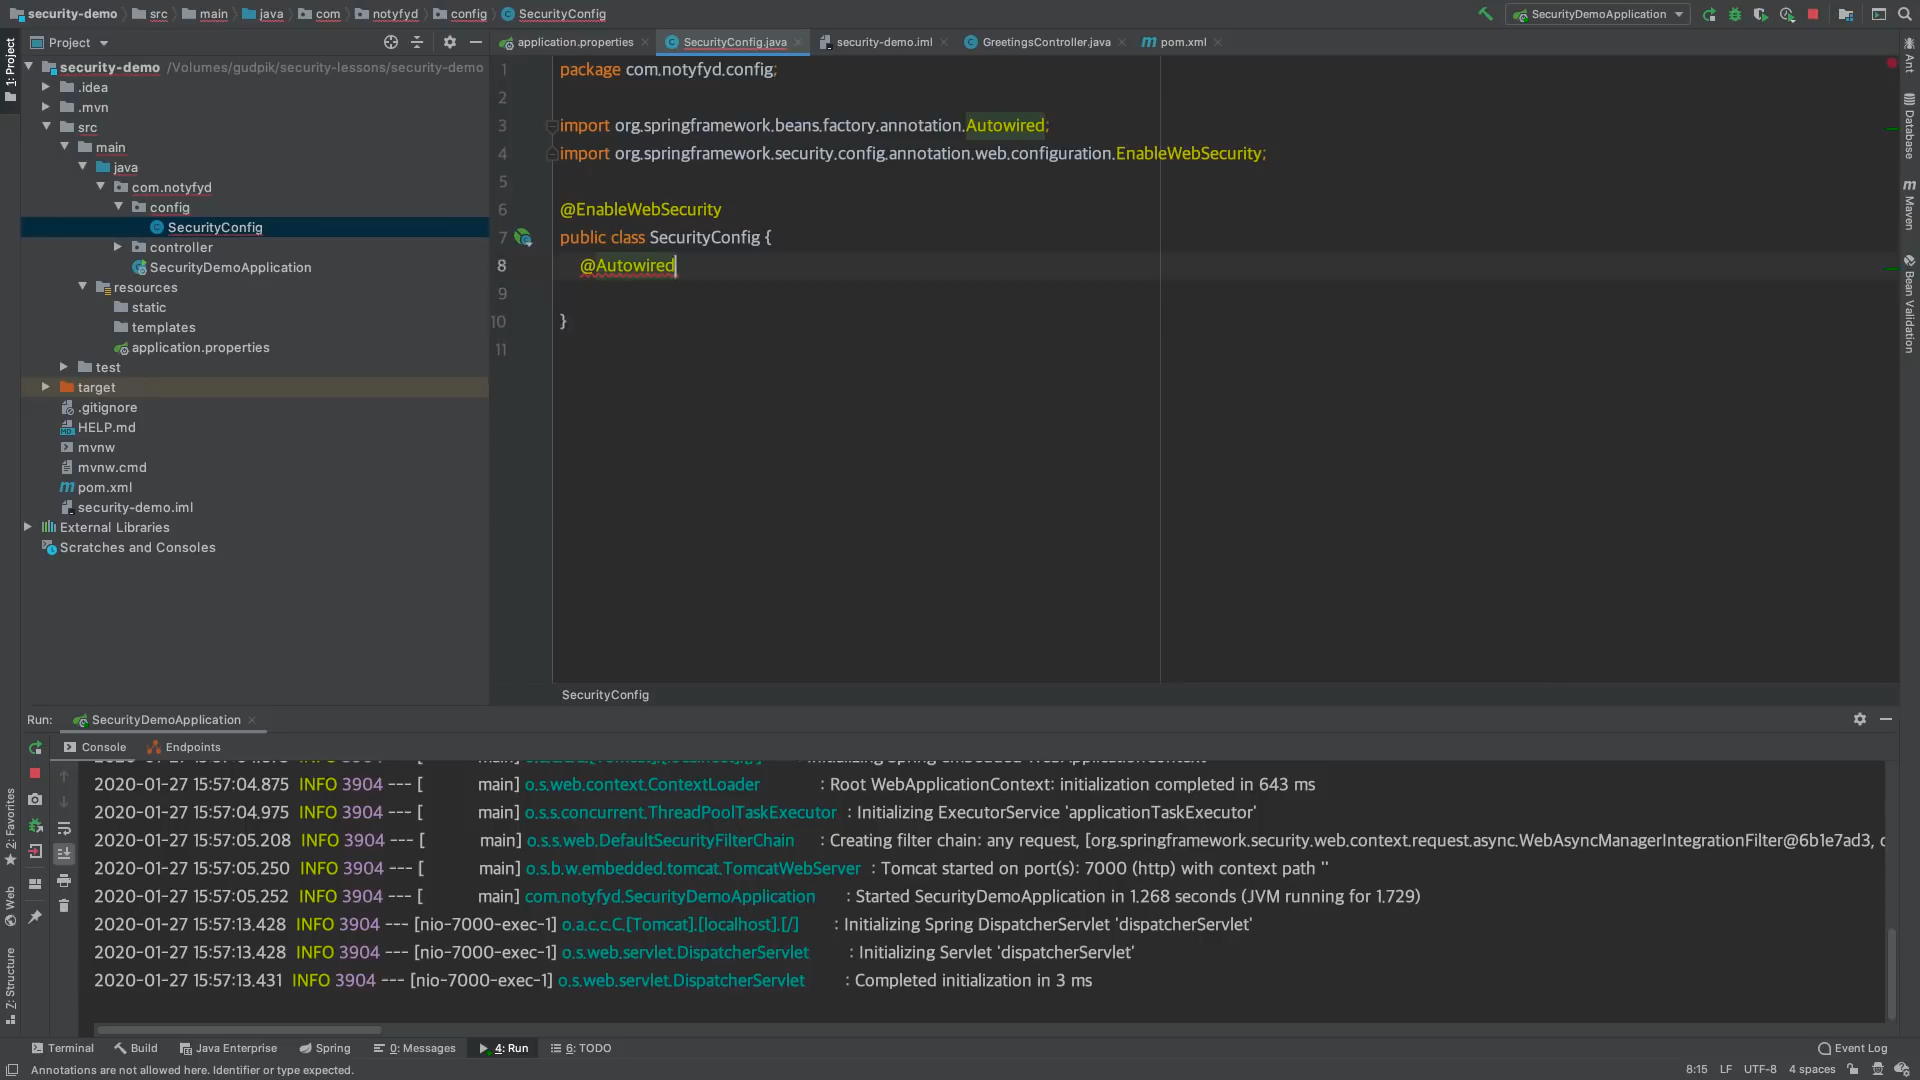 security-demo src main java com notyfyd config SecurityConfig SecurityDemoApplication
Project
application.properties SecurityConfig.java security-demo.iml GreetingsController.java pom.xml
1: Project
security-demo /Volumes/gudpik/security-lessons/security-demo
.idea
.mvn
src
main
java
com.notyfyd
config
SecurityConfig
controller
SecurityDemoApplication
resources
static
templates
application.properties
test
target
.gitignore
HELP.md
mvnw
mvnw.cmd
pom.xml
security-demo.iml
External Libraries
Scratches and Consoles
1 package com.notyfyd.config;
2
3 import org.springframework.beans.factory.annotation.Autowired;
4 import org.springframework.security.config.annotation.web.configuration.EnableWebSecurity;
5
6 @EnableWebSecurity
7 public class SecurityConfig {
8 @Autowired
9
10 }
11
SecurityConfig
Ant
Database
Maven
Bean Validation
Run: SecurityDemoApplication
Console Endpoints
2020-01-27 15:57:04.875 INFO 3904 --- [ main] o.s.web.context.ContextLoader : Root WebApplicationContext: initialization completed in 643 ms
2020-01-27 15:57:04.975 INFO 3904 --- [ main] o.s.s.concurrent.ThreadPoolTaskExecutor : Initializing ExecutorService 'applicationTaskExecutor'
2020-01-27 15:57:05.208 INFO 3904 --- [ main] o.s.s.web.DefaultSecurityFilterChain : Creating filter chain: any request, [org.springframework.security.web.context.request.async.WebAsyncManagerIntegrationFilter@6b1e7ad3,
2020-01-27 15:57:05.250 INFO 3904 --- [ main] o.s.b.w.embedded.tomcat.TomcatWebServer : Tomcat started on port(s): 7000 (http) with context path ''
2020-01-27 15:57:05.252 INFO 3904 --- [ main] com.notyfyd.SecurityDemoApplication : Started SecurityDemoApplication in 1.268 seconds (JVM running for 1.729)
2020-01-27 15:57:13.428 INFO 3904 --- [nio-7000-exec-1] o.a.c.c.C.[Tomcat].[localhost].[/] : Initializing Spring DispatcherServlet 'dispatcherServlet'
2020-01-27 15:57:13.428 INFO 3904 --- [nio-7000-exec-1] o.s.web.servlet.DispatcherServlet : Initializing Servlet 'dispatcherServlet'
2020-01-27 15:57:13.431 INFO 3904 --- [nio-7000-exec-1] o.s.web.servlet.DispatcherServlet : Completed initialization in 3 ms
2: Favorites
Web
Z: Structure
Terminal Build Java Enterprise Spring 0: Messages 4: Run 6: TODO Event Log
Annotations are not allowed here. Identifier or type expected. 8:15 LF UTF-8 4 spaces